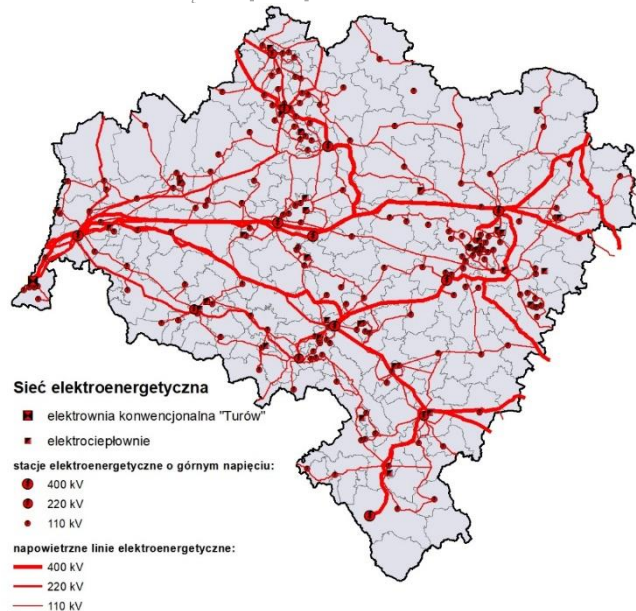 Sieć elektroenergetyczna
elektrownia konwencjonalna "Turów"
elektrociepłownie
stacje elektroenergetyczne o górnym napięciu:
400 kV
220 kV
110 kV
napowietrzne linie elektroenergetyczne:
400 kV
220 kV
110 kV